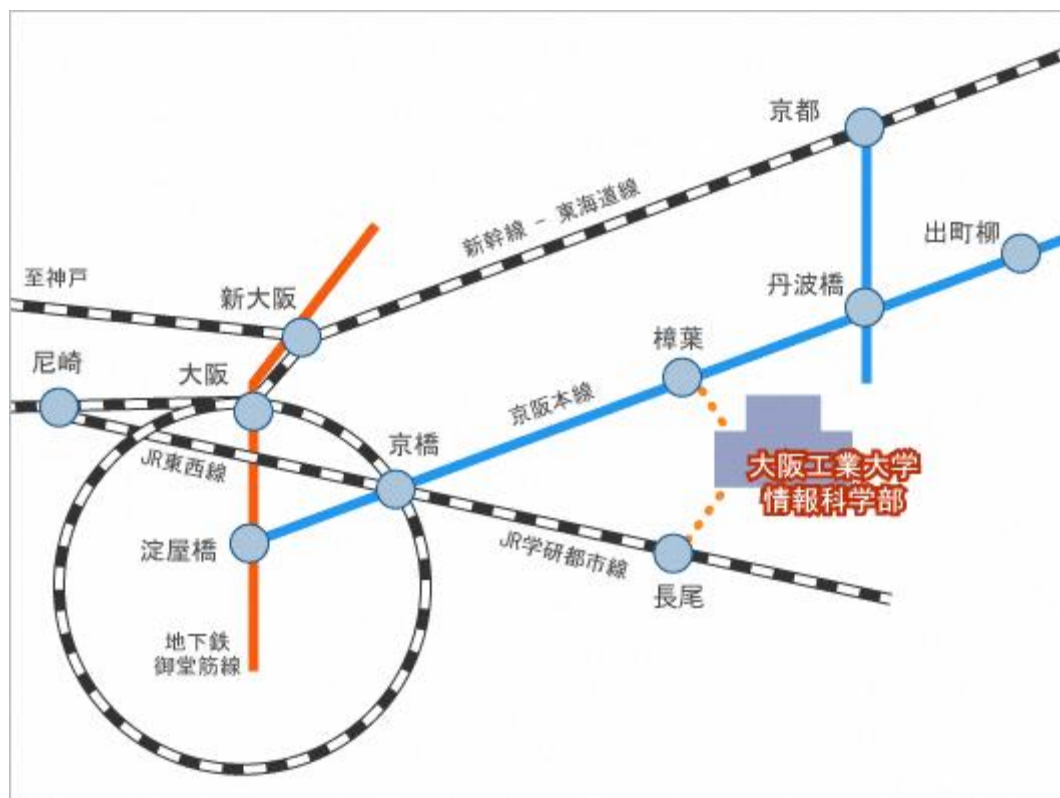 京都
新幹線 − 東海道線
出町柳
至神戸
新大阪
丹波橋
樟葉
尼崎
大阪
京阪本線
京橋
JR東西線
大阪工業大学
情報科学部
淀屋橋
JR学研都市線
長尾
地下鉄
御堂筋線